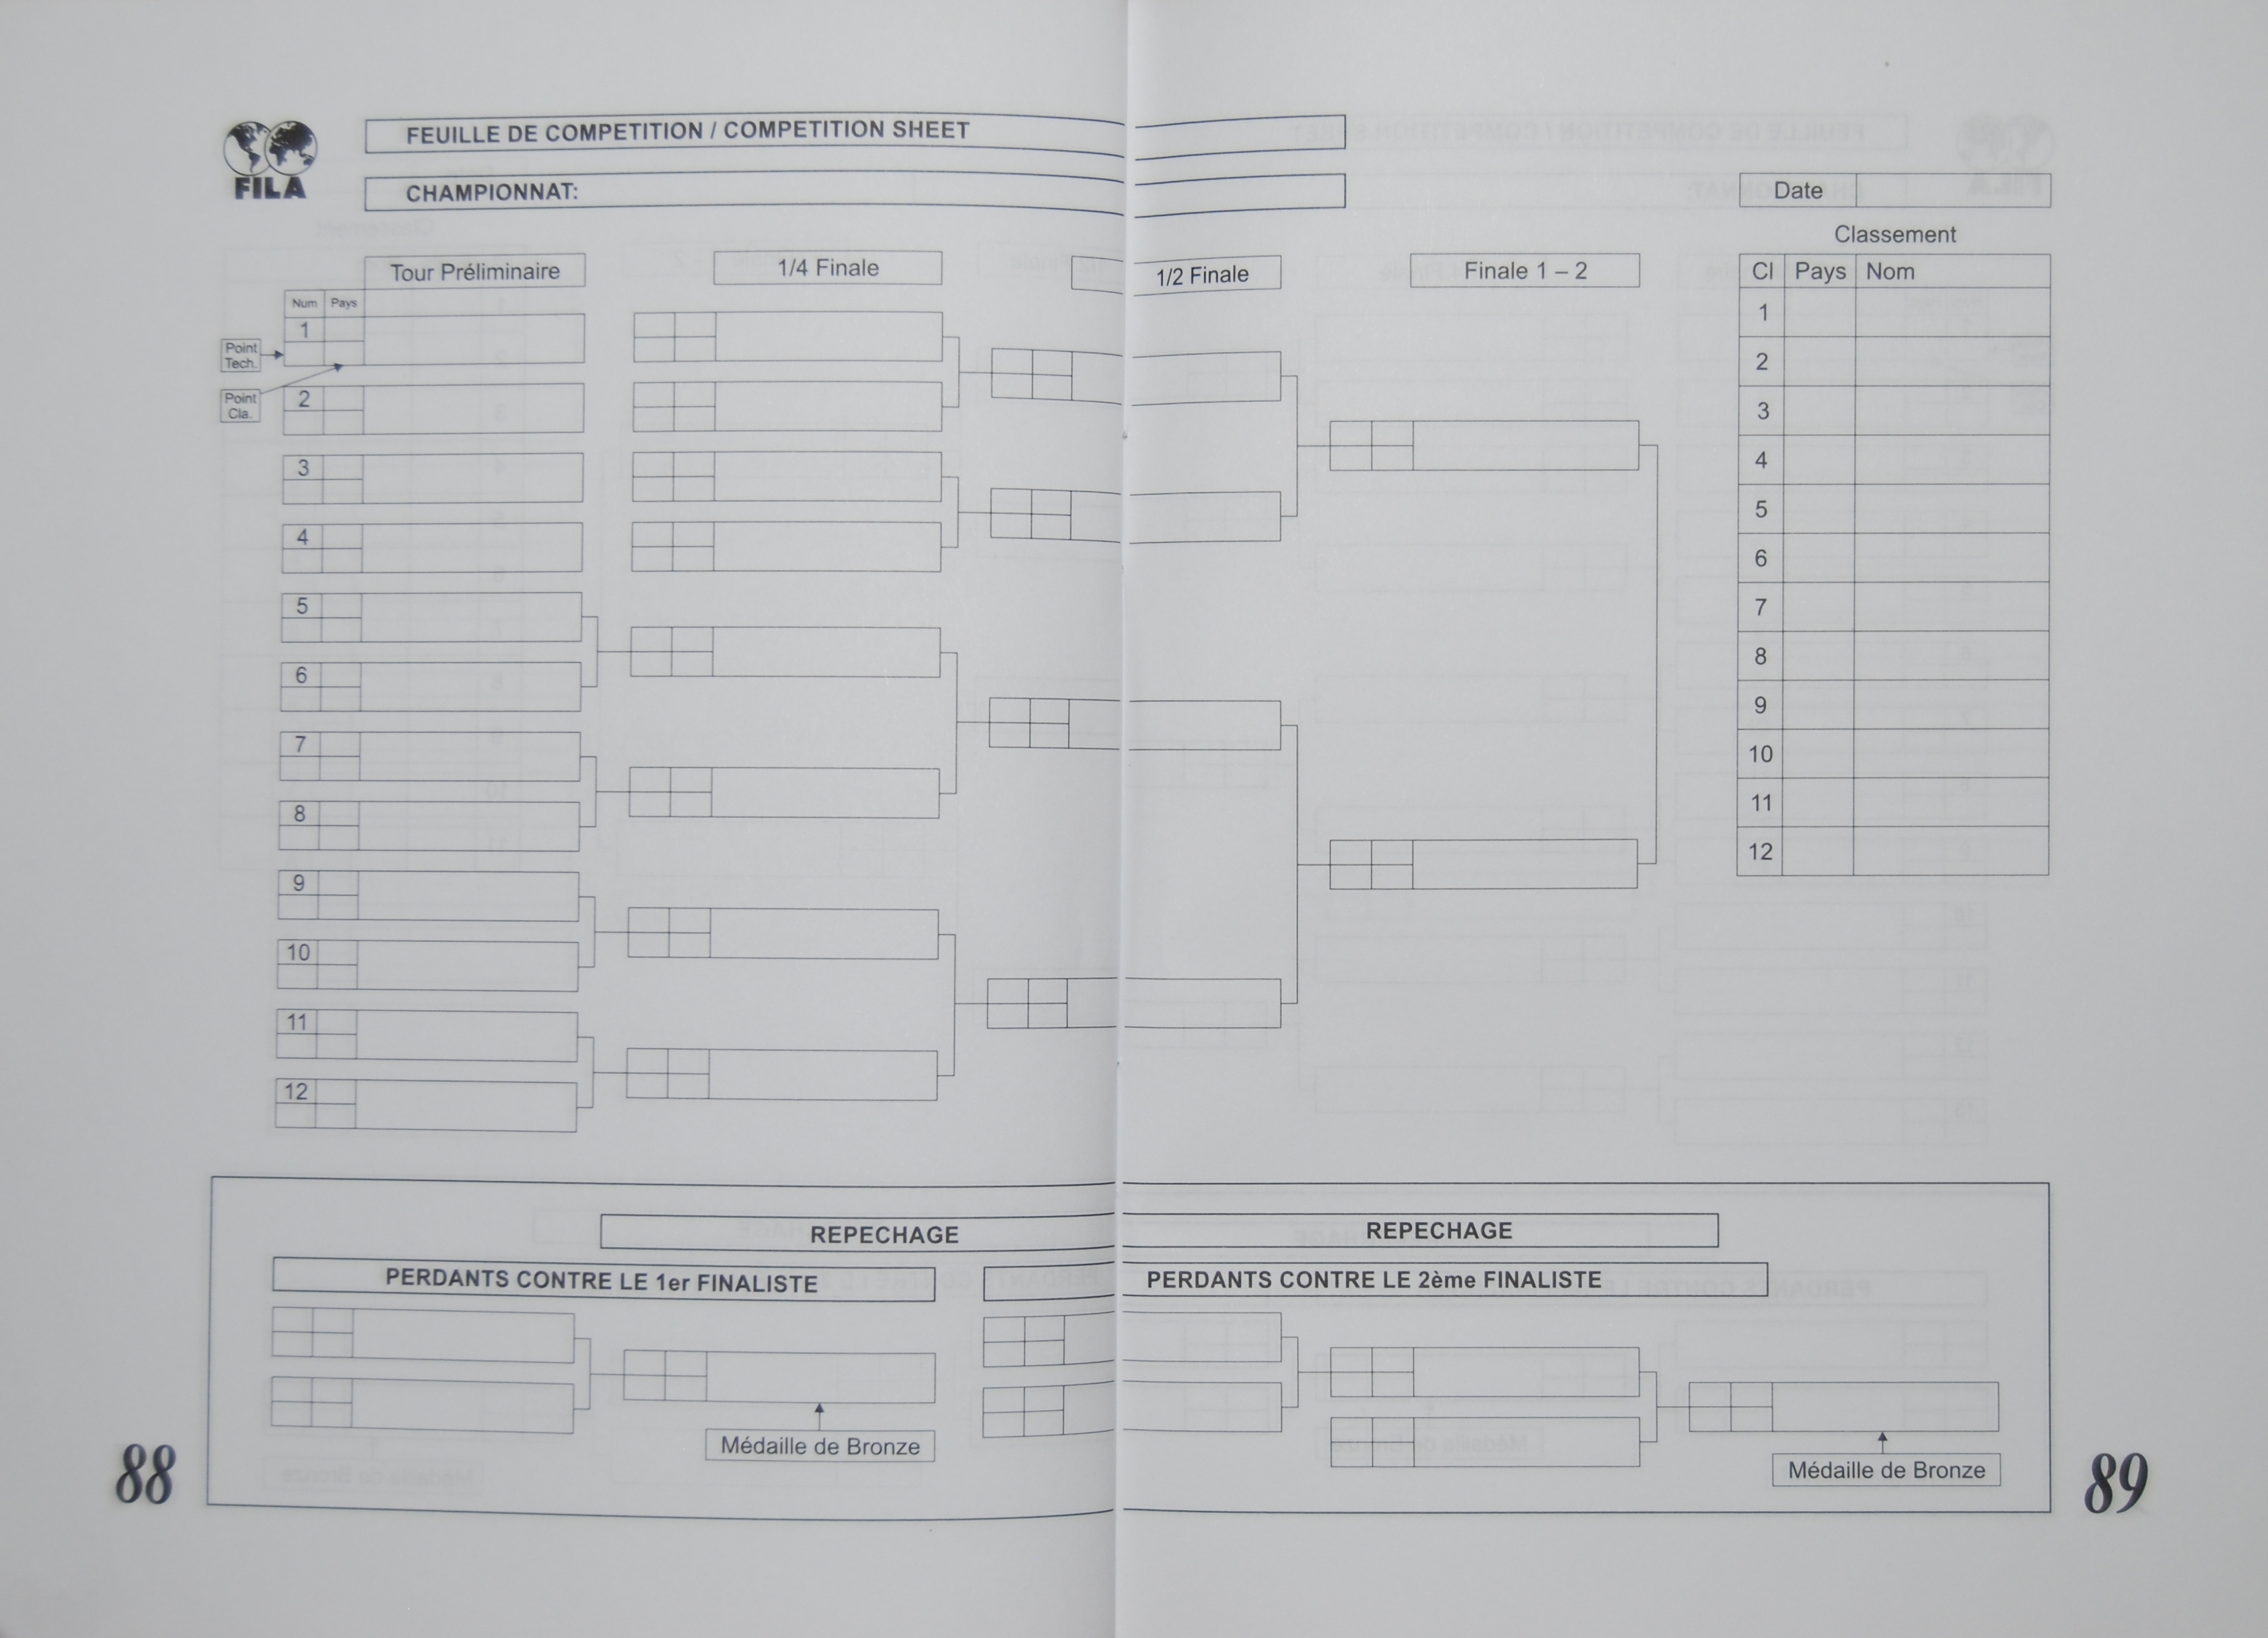 FILA
FEUILLE DE COMPETITION / COMPETITION SHEET
CHAMPIONNAT:
Date
Classement
Tour Préliminaire
1/4 Finale
1/2 Finale
Finale 1 – 2
Cl Pays Nom
Num Pays
1
Point
Tech.
Point
Cla.
2
3
4
5
6
7
8
9
10
11
12
1
2
3
4
5
6
7
8
9
10
11
12
REPECHAGE
REPECHAGE
PERDANTS CONTRE LE 1er FINALISTE
PERDANTS CONTRE LE 2ème FINALISTE
Médaille de Bronze
Médaille de Bronze
88
89